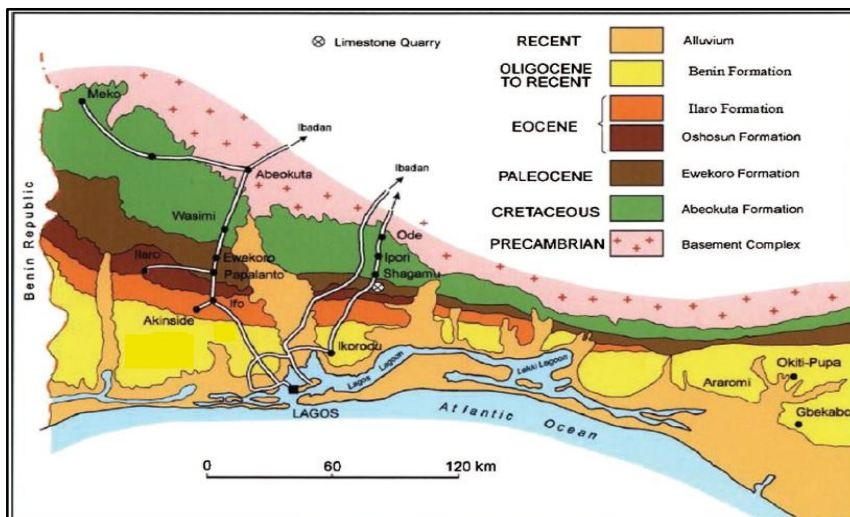 Limestone Quarry
RECENT
Alluvium
OLIGOCENE
TO RECENT
Benin Formation
EOCENE
Ilaro Formation
Oshosun Formation
PALEOCENE
Ewekoro Formation
CRETACEOUS
Abeokuta Formation
PRECAMBRIAN
Basement Complex
Meko
Ibadan
Abeokuta
Ibadan
Benin Republic
Wasimi
Ode
Ewekoro
Ipori
Ilaro
Papalanto
Shagamu
Ifo
Akinside
Ikorodu
Lagos Lagoon
Lekki Lagoon
Okiti-Pupa
Araromi
LAGOS
Gbekabo
Atlantic Ocean
0 60 120 km